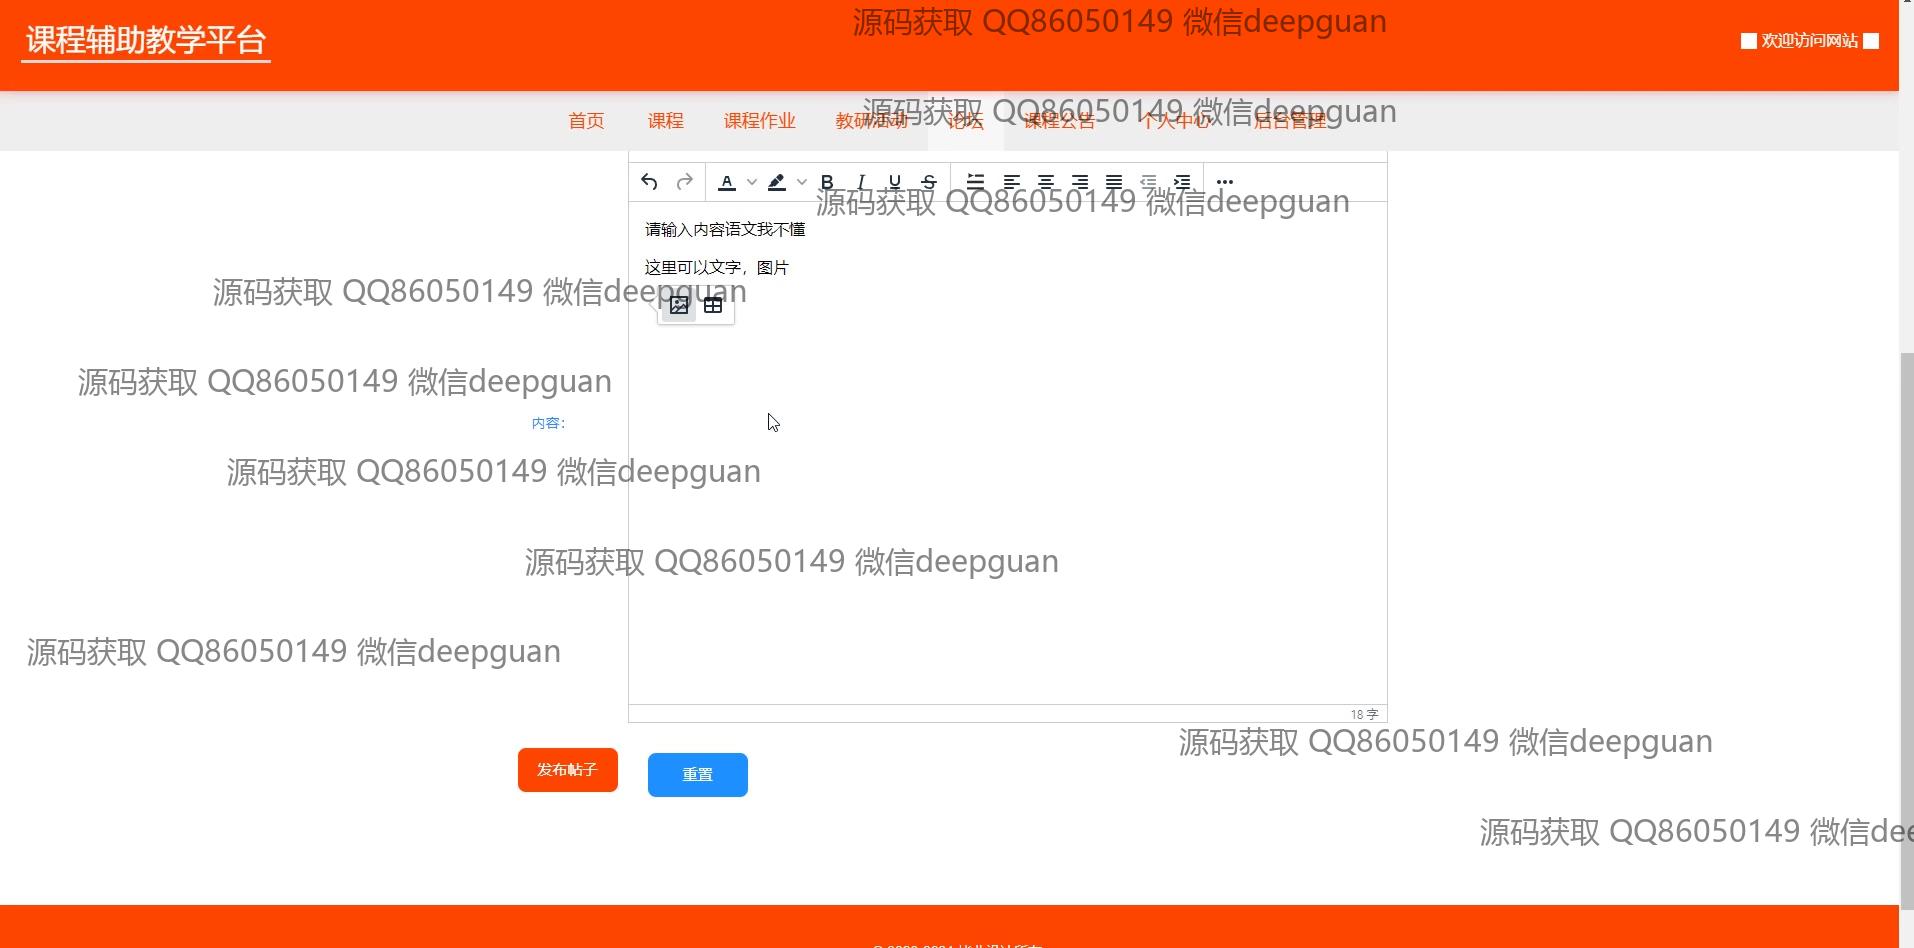 源码获取 QQ86050149 微信deepguan
课程辅助教学平台
欢迎访问网站
源码获取 QQ86050149 微信deepguan
首页 课程 课程作业 教研活动 论坛 课程公告 个人中心 后台管理
A B I U S
源码获取 QQ86050149 微信deepguan
请输入内容语文我不懂
这里可以文字，图片
源码获取 QQ86050149 微信deepguan
源码获取 QQ86050149 微信deepguan
内容：
源码获取 QQ86050149 微信deepguan
源码获取 QQ86050149 微信deepguan
源码获取 QQ86050149 微信deepguan
18 字
源码获取 QQ86050149 微信deepguan
发布帖子 重置
源码获取 QQ86050149 微信dee